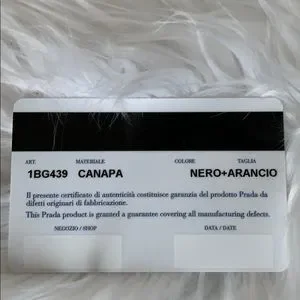 ART. MATERIALE COLORE TAGLIA
1BG439 CANAPA NERO+ARANCIO
Il presente certificato di autenticità costituisce garanzia del prodotto Prada da
difetti originari di fabbricazione.
This Prada product is granted a guarantee covering all manufacturing defects.
NEGOZIO / SHOP DATA / DATE